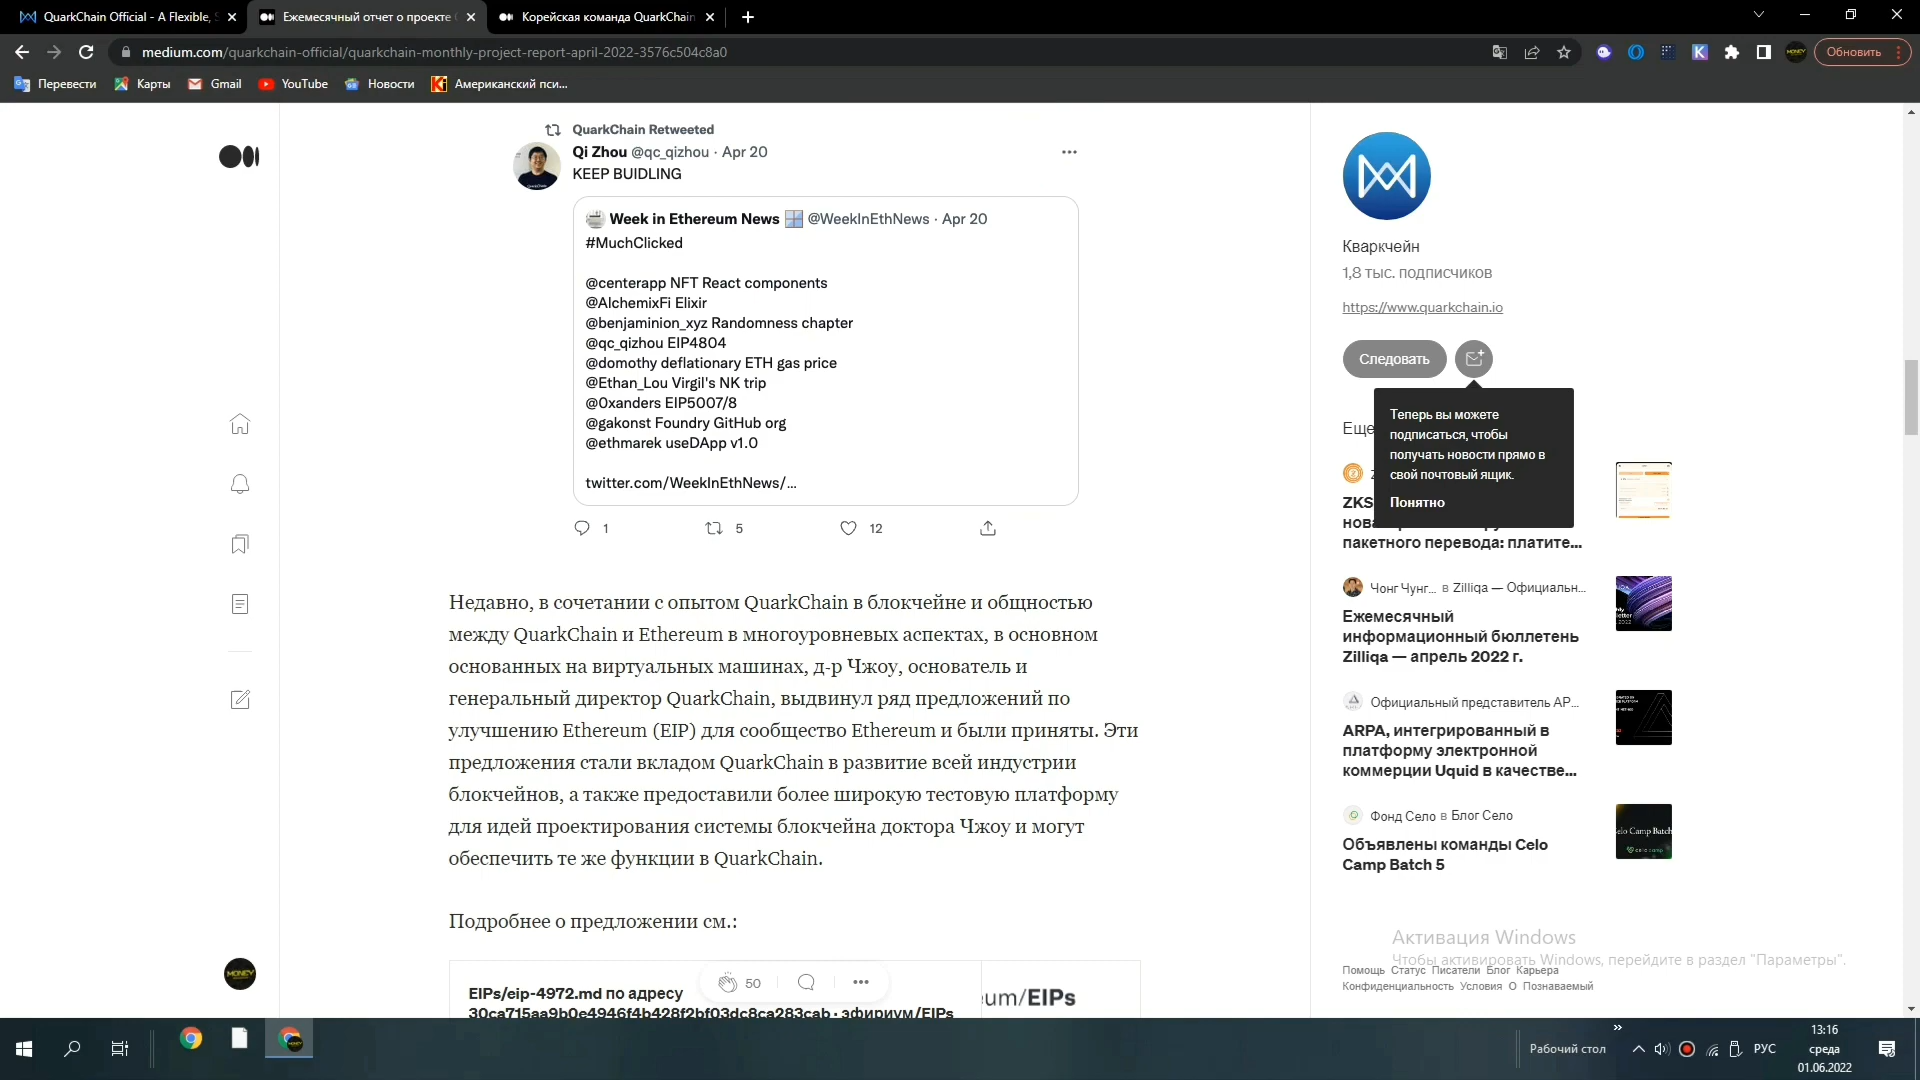 QuarkChain Official - A Flexible,
Ежемесячный отчет о проекте
Корейская команда QuarkChain
medium.com/quarkchain-official/quarkchain-monthly-project-report-april-2022-3576c504c8a0
Обновить
Перевести
Карты
Gmail
YouTube
Новости
Американский пси...
QuarkChain Retweeted
Qi Zhou @qc_qizhou · Apr 20
KEEP BUIDLING
Week in Ethereum News @WeekInEthNews · Apr 20
#MuchClicked
@centerapp NFT React components
@AlchemixFi Elixir
@benjaminion_xyz Randomness chapter
@qc_qizhou EIP4804
@domothy deflationary ETH gas price
@Ethan_Lou Virgil's NK trip
@0xanders EIP5007/8
@gakonst Foundry GitHub org
@ethmarek useDApp v1.0
twitter.com/WeekInEthNews/...
1
5
12
Недавно, в сочетании с опытом QuarkChain в блокчейне и общностью
между QuarkChain и Ethereum в многоуровневых аспектах, в основном
основанных на виртуальных машинах, д-р Чжоу, основатель и
генеральный директор QuarkChain, выдвинул ряд предложений по
улучшению Ethereum (EIP) для сообщество Ethereum и были приняты. Эти
предложения стали вкладом QuarkChain в развитие всей индустрии
блокчейнов, а также предоставили более широкую тестовую платформу
для идей проектирования системы блокчейна доктора Чжоу и могут
обеспечить те же функции в QuarkChain.
Подробнее о предложении см.:
EIPs/eip-4972.md по адресу
30ca715aa9b0e4946f4b428f2bf03dc8ca283cab · эфириум/EIPs
um/EIPs
50
Кваркчейн
1,8 тыс. подписчиков
https://www.quarkchain.io
Следовать
Теперь вы можете
подписаться, чтобы
получать новости прямо в
свой почтовый ящик.
Понятно
Еще
ZKS
нова
пакетного перевода: платите...
Чонг Чунг... в Zilliqa — Официальн...
Ежемесячный
информационный бюллетень
Zilliqa — апрель 2022 г.
Официальный представитель AP...
ARPA, интегрированный в
платформу электронной
коммерции Uquid в качестве...
Фонд Село в Блог Село
Объявлены команды Celo
Camp Batch 5
elo Camp Batch
Активация Windows
Чтобы активировать Windows, перейдите в раздел "Параметры".
Помощь Статус Писатели Блог Карьера
Конфиденциальность Условия О Познаваемый
MONEY
Рабочий стол
РУС
13:16
среда
01.06.2022